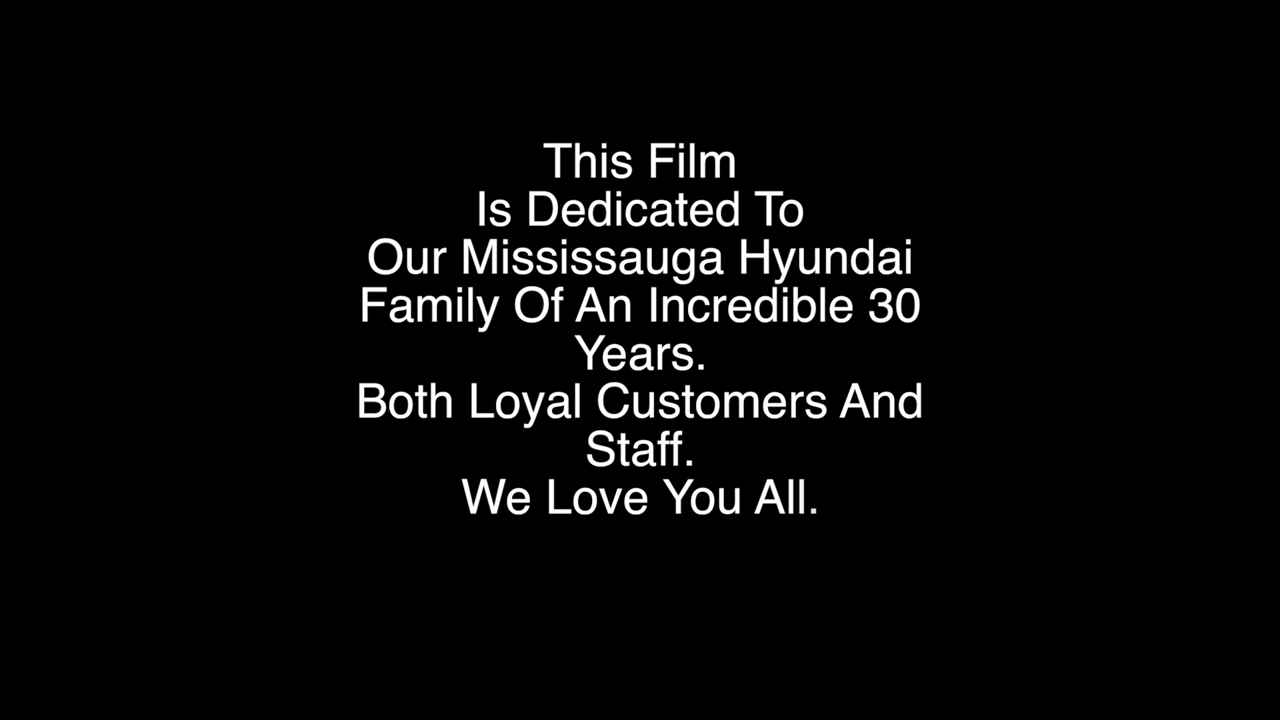 This Film
Is Dedicated To
Our Mississauga Hyundai
Family Of An Incredible 30
Years.
Both Loyal Customers And
Staff.
We Love You All.